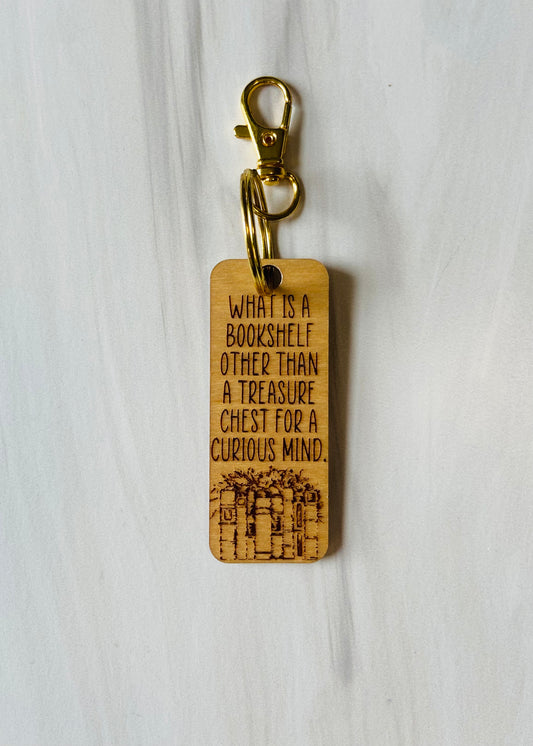 WHAT IS A
BOOKSHELF
OTHER THAN
A TREASURE
CHEST FOR A
CURIOUS MIND.